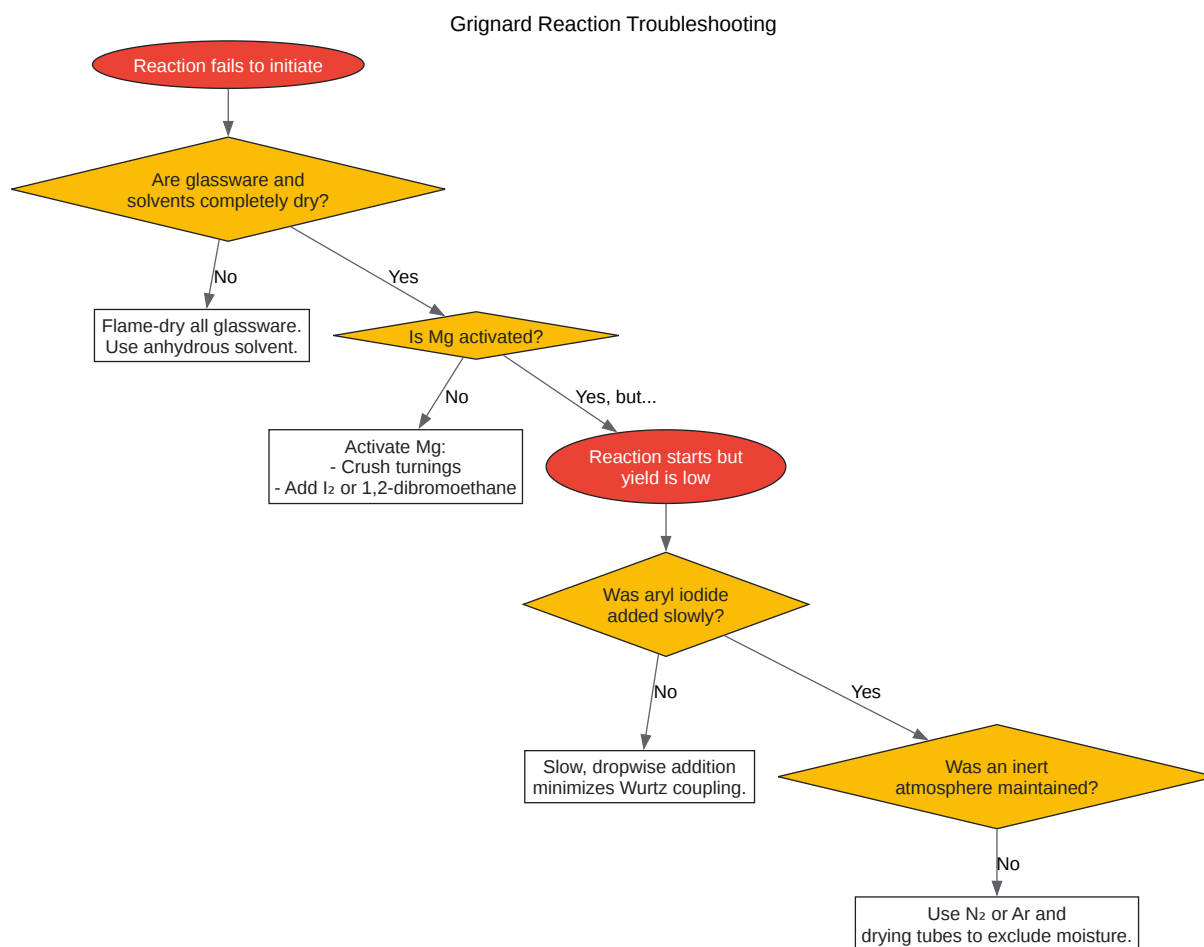 Grignard Reaction Troubleshooting
Reaction fails to initiate
Are glassware and
solvents completely dry?
No
Yes
Flame-dry all glassware.
Use anhydrous solvent.
Is Mg activated?
No
Yes, but...
Activate Mg:
- Crush turnings
- Add I₂ or 1,2-dibromoethane
Reaction starts but
yield is low
Was aryl iodide
added slowly?
No
Yes
Slow, dropwise addition
minimizes Wurtz coupling.
Was an inert
atmosphere maintained?
No
Use N₂ or Ar and
drying tubes to exclude moisture.